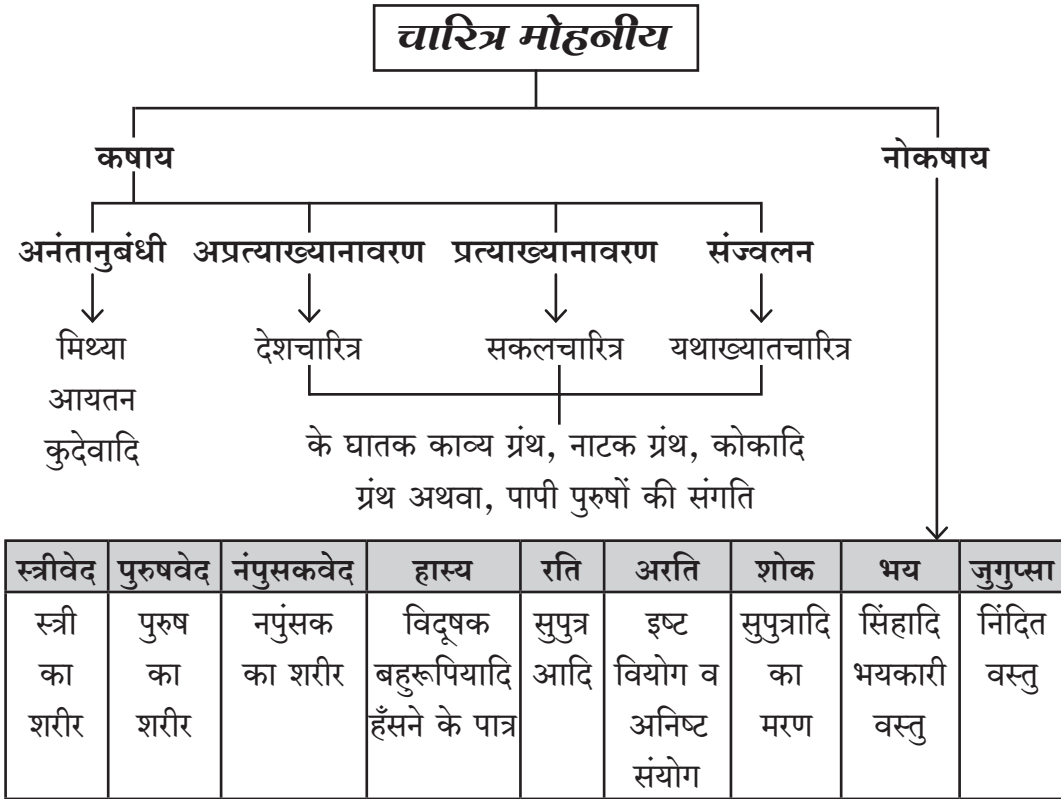 चारित्र मोहनीय
कषाय
नोकषाय
अनंतानुबंधी अप्रत्याख्यानावरण प्रत्याख्यानावरण संज्वलन
मिथ्या
आयतन
कुदेवादि
देशचारित्र
सकलचारित्र
यथाख्यातचारित्र
के घातक काव्य ग्रंथ, नाटक ग्रंथ, कोकादि
ग्रंथ अथवा, पापी पुरुषों की संगति
स्त्रीवेद पुरुषवेद नंपुसकवेद हास्य रति अरति शोक भय जुगुप्सा
स्त्री
का
शरीर
पुरुष
का
शरीर
नपुंसक
का शरीर
विदूषक
बहुरूपियादि
हँसने के पात्र
सुपुत्र
आदि
इष्ट
वियोग व
अनिष्ट
संयोग
सुपुत्रादि
का
मरण
सिंहादि
भयकारी
वस्तु
निंदित
वस्तु